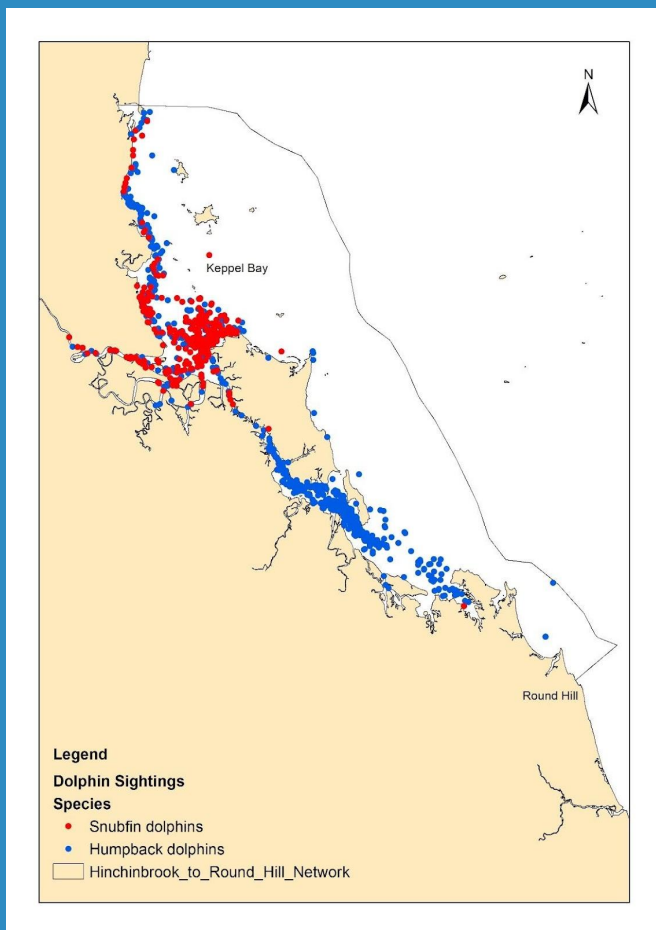 N
Keppel Bay
Round Hill
Legend
Dolphin Sightings
Species
Snubfin dolphins
Humpback dolphins
Hinchinbrook_to_Round_Hill_Network